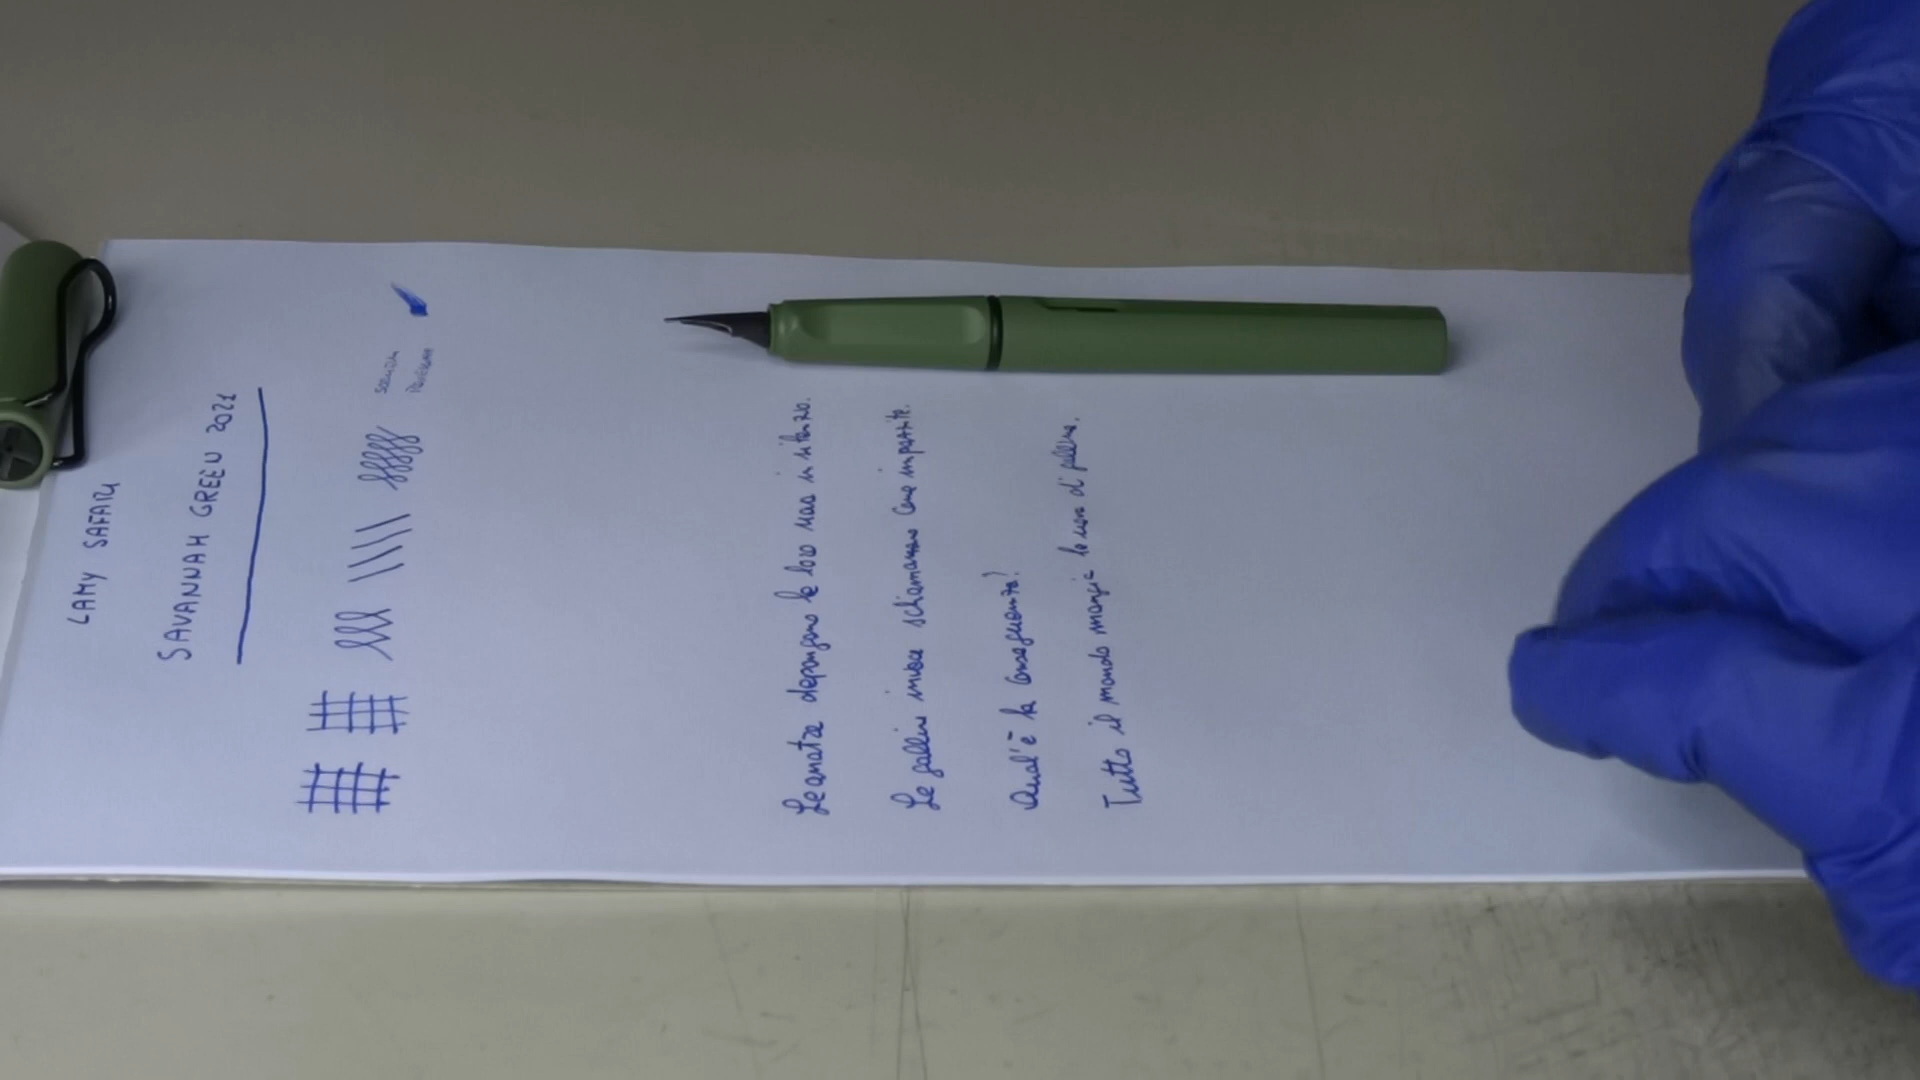 LAMY SAFARI
SAVANNAH GREEN 2021
Le anatre depongono le loro uova in silenzio.
Le galline invece schiamazzano come impazzite.
Qual'è la conseguenza?
Tutto il mondo mangia le uova di gallina.